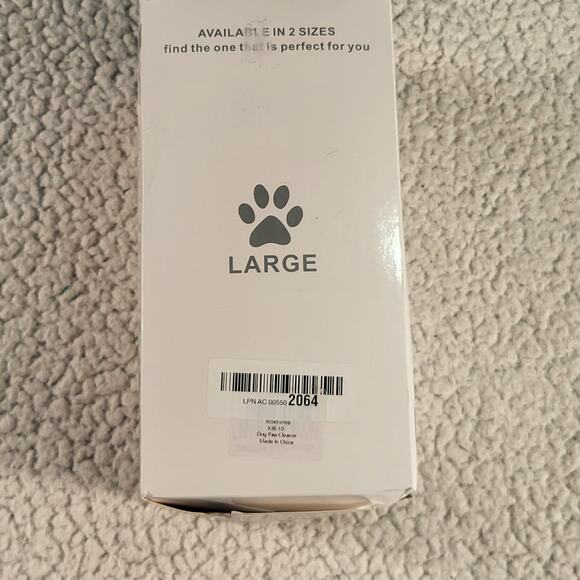 AVAILABLE IN 2 SIZES
find the one that is perfect for you
LARGE
LPN AC 00550 2064
XJB-10
Dog Paw Cleaner
Made In China